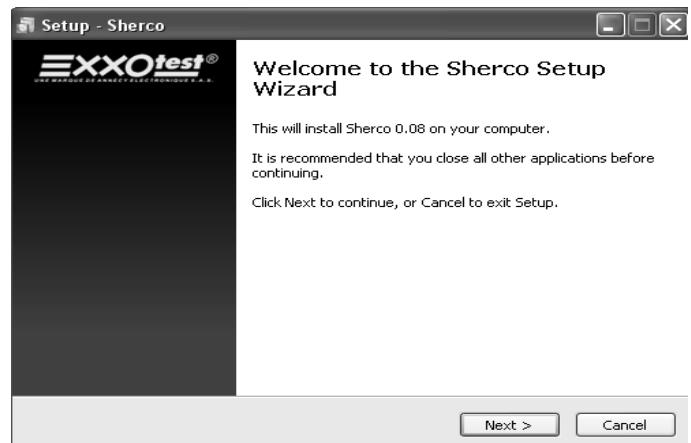 Setup - Sherco
EXXOtest®
UNE MARQUE DE ANNECY ELECTRONIQUE S.A.S.
Welcome to the Sherco Setup
Wizard
This will install Sherco 0.08 on your computer.
It is recommended that you close all other applications before
continuing.
Click Next to continue, or Cancel to exit Setup.
Next >
Cancel